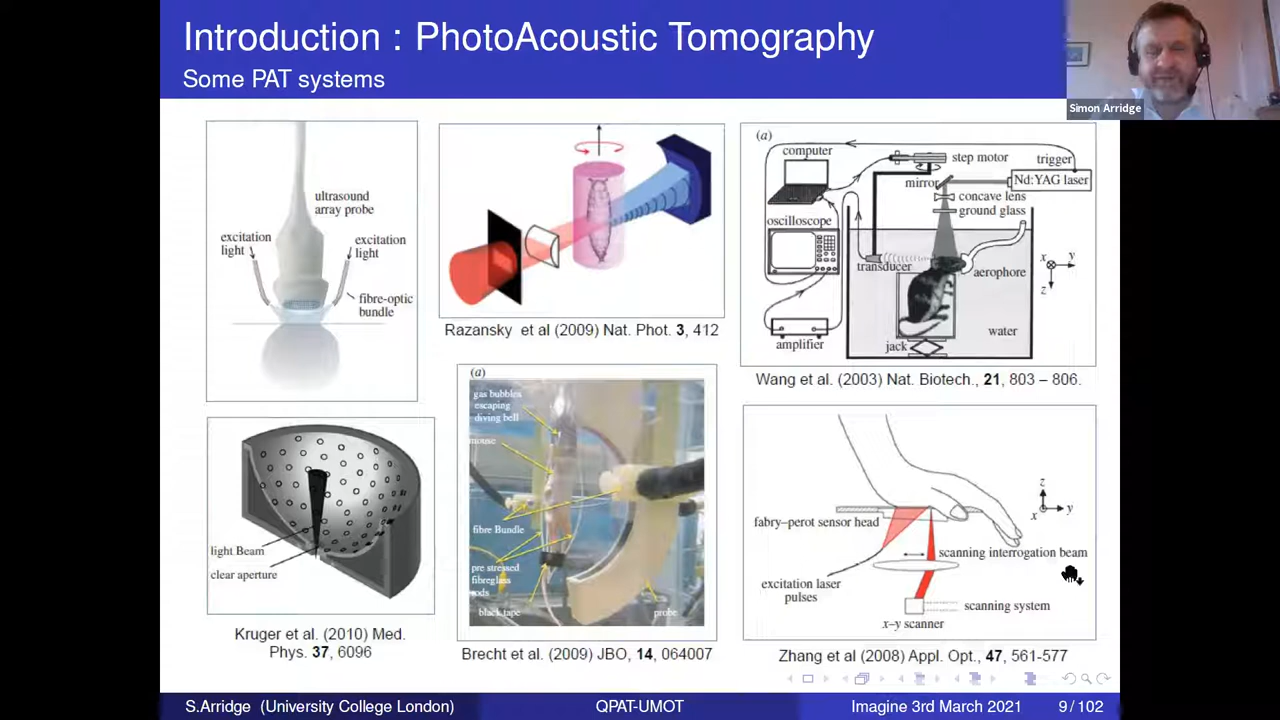 Introduction : PhotoAcoustic Tomography
Some PAT systems
Simon Arridge
ultrasound
array probe
excitation
light
excitation
light
fibre-optic
bundle
Razansky et al (2009) Nat. Phot. 3, 412
(a)
computer
step motor
trigger
mirror
Nd:YAG laser
concave lens
ground glass
oscilloscope
transducer
aerophore
x
y
z
water
amplifier
jack
Wang et al. (2003) Nat. Biotech., 21, 803 – 806.
light Beam
clear aperture
Kruger et al. (2010) Med.
Phys. 37, 6096
(a)
gas bubbles
escaping
diving bell
mouse
fibre Bundle
pre stressed
fibreglass
rods
black tape
probe
Brecht et al. (2009) JBO, 14, 064007
z
y
x
fabry–perot sensor head
scanning interrogation beam
excitation laser
pulses
scanning system
x–y scanner
Zhang et al (2008) Appl. Opt., 47, 561-577
S.Arridge (University College London)
QPAT-UMOT
Imagine 3rd March 2021
9 / 102